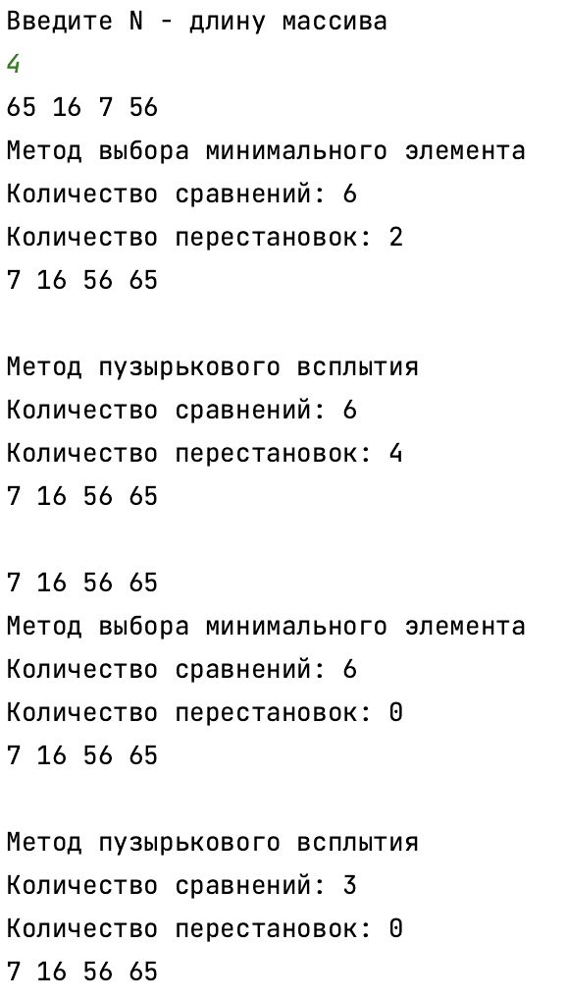 Введите N - длину массива
4
65 16 7 56
Метод выбора минимального элемента
Количество сравнений: 6
Количество перестановок: 2
7 16 56 65
Метод пузырькового всплытия
Количество сравнений: 6
Количество перестановок: 4
7 16 56 65
7 16 56 65
Метод выбора минимального элемента
Количество сравнений: 6
Количество перестановок: 0
7 16 56 65
Метод пузырькового всплытия
Количество сравнений: 3
Количество перестановок: 0
7 16 56 65